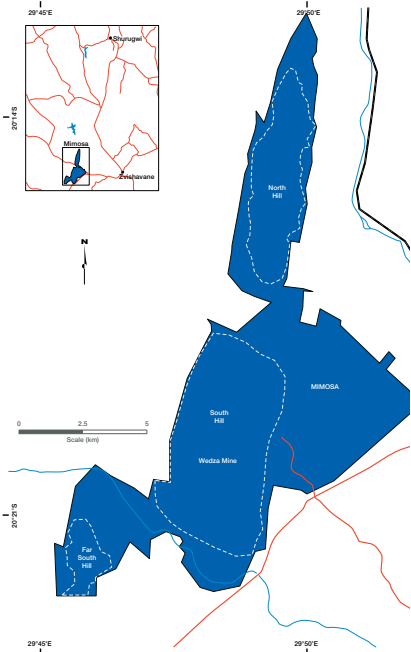 29°45'E
29°50'E
Shurugwi
20°14'S
Mimosa
Zvishavane
N
North
Hill
MIMOSA
0 2.5 5
Scale (km)
South
Hill
Wedza Mine
20°21'S
Far
South
Hill
29°45'E
29°50'E